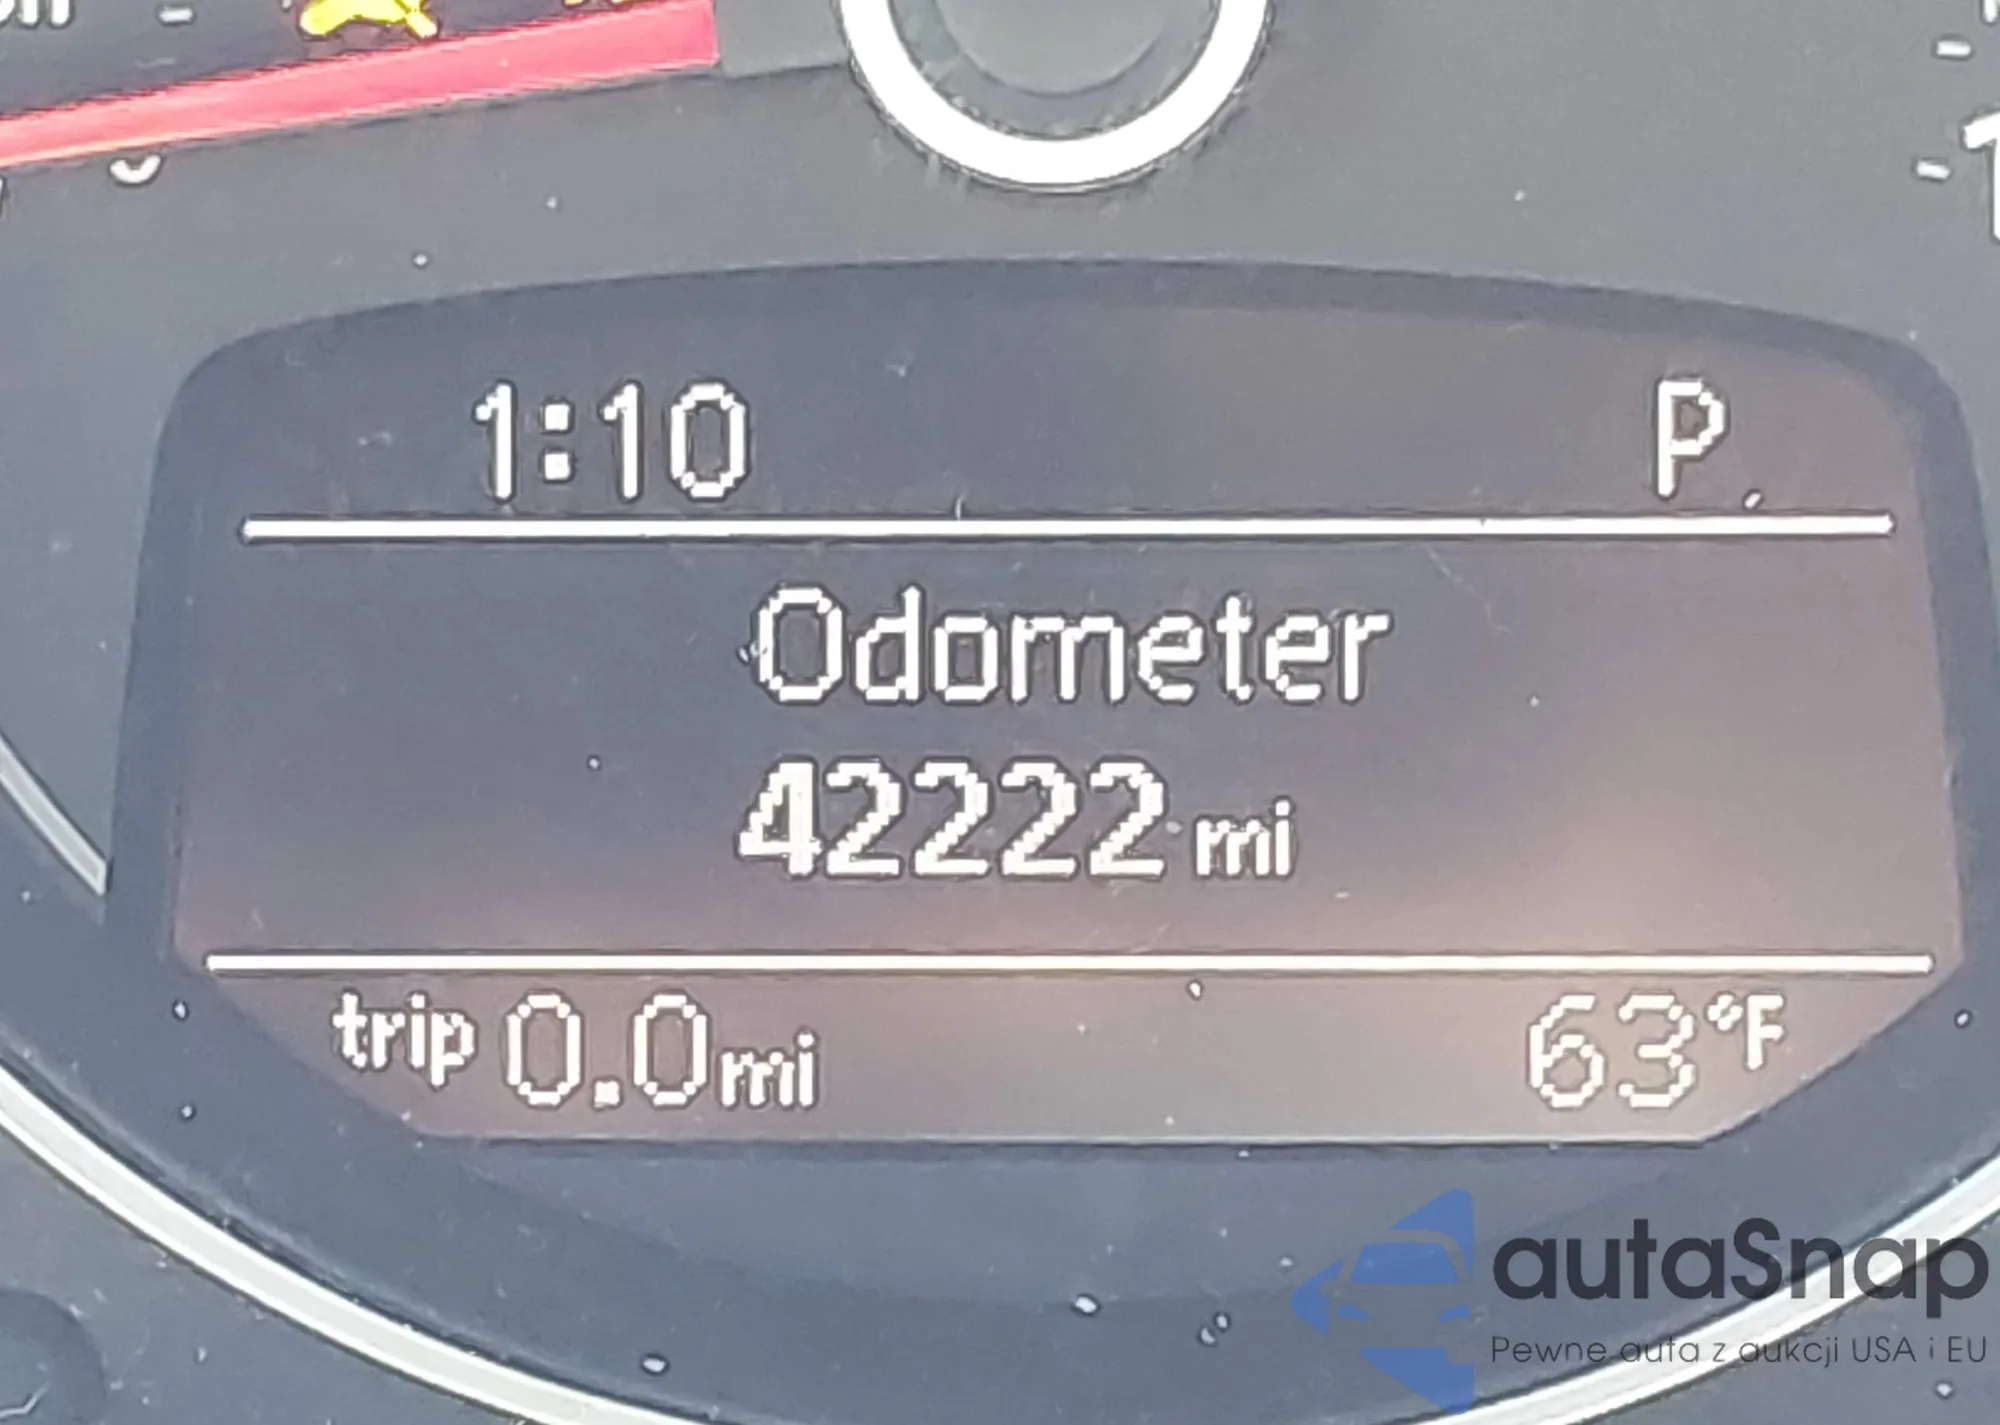 1:10 P.
Odometer
42222 mi
trip 0.0 mi 63°F
autaSnap
Pewne auta z aukcji USA i EU